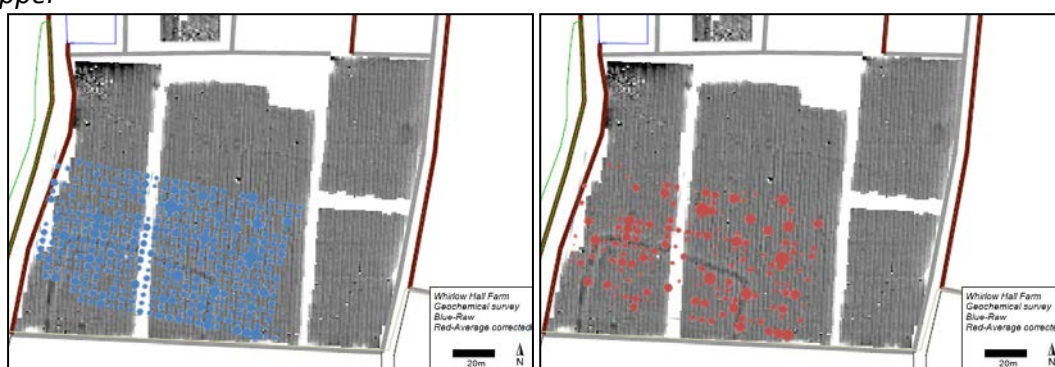 pper
Whirlow Hall Farm
Geochemical survey
Blue-Raw
Red-Average corrected
20m
N
Whirlow Hall Farm
Geochemical survey
Blue-Raw
Red-Average corrected
20m
N